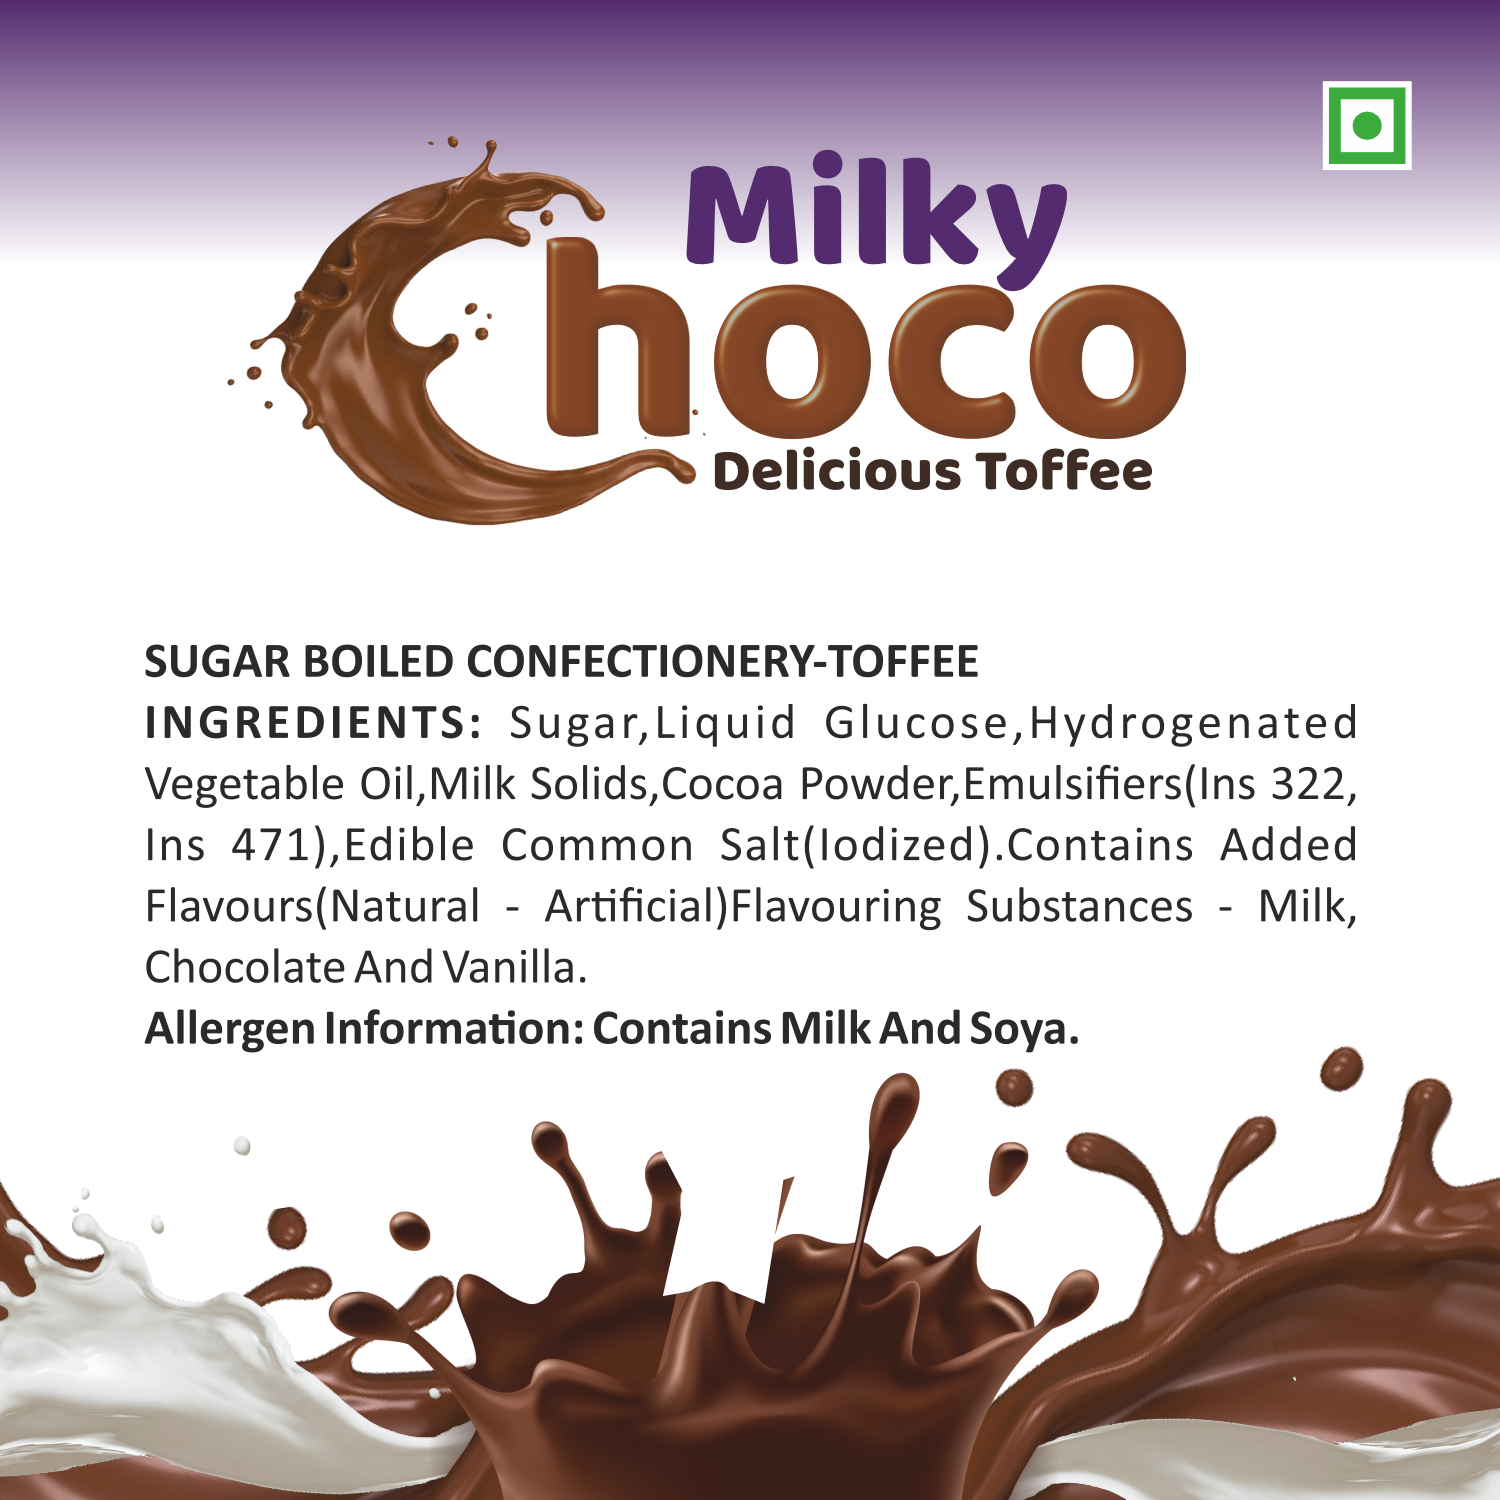 Milky
Choco
Delicious Toffee
SUGAR BOILED CONFECTIONERY-TOFFEE
INGREDIENTS: Sugar,Liquid Glucose,Hydrogenated
Vegetable Oil,Milk Solids,Cocoa Powder,Emulsifiers(Ins 322,
Ins 471),Edible Common Salt(Iodized).Contains Added
Flavours(Natural - Artificial)Flavouring Substances - Milk,
Chocolate And Vanilla.
Allergen Information: Contains Milk And Soya.